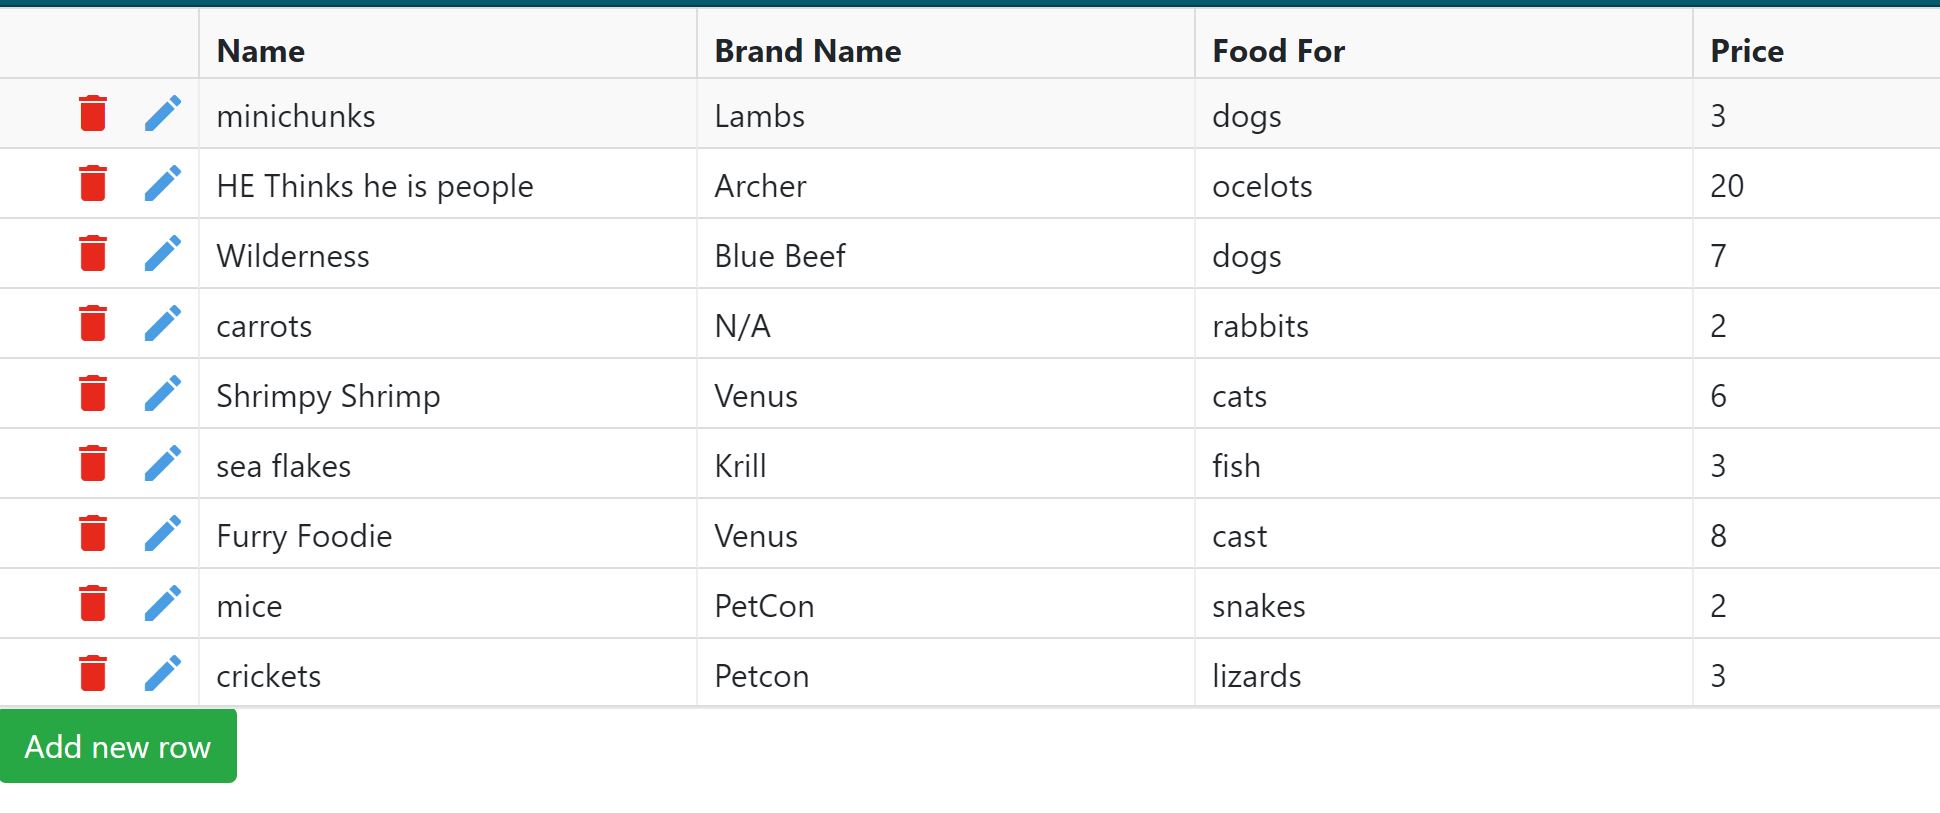 Name Brand Name Food For Price
minichunks Lambs dogs 3
HE Thinks he is people Archer ocelots 20
Wilderness Blue Beef dogs 7
carrots N/A rabbits 2
Shrimpy Shrimp Venus cats 6
sea flakes Krill fish 3
Furry Foodie Venus cast 8
mice PetCon snakes 2
crickets Petcon lizards 3
Add new row